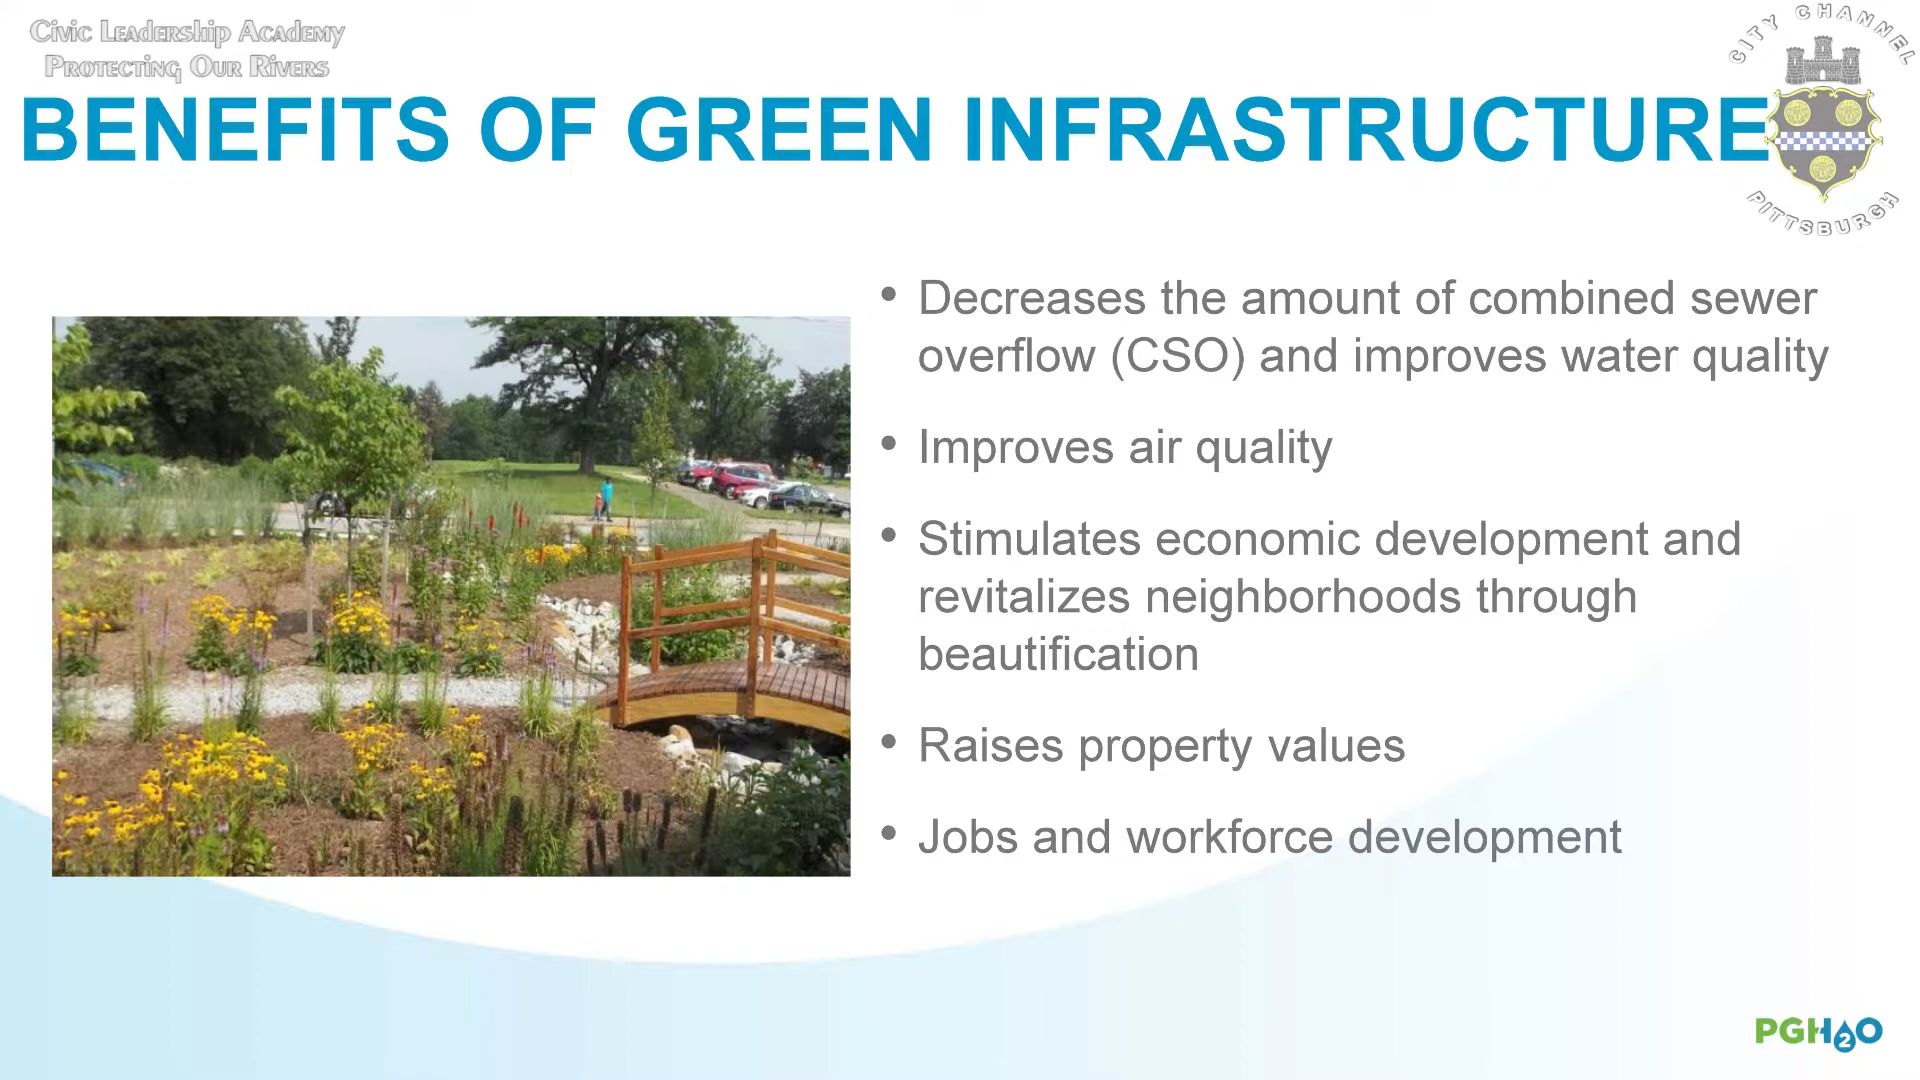 Civic Leadership Academy
Protecting Our Rivers
CITY CHANNEL
PITTSBURGH
BENEFITS OF GREEN INFRASTRUCTURE
• Decreases the amount of combined sewer
overflow (CSO) and improves water quality
• Improves air quality
• Stimulates economic development and
revitalizes neighborhoods through
beautification
• Raises property values
• Jobs and workforce development
PGH2O